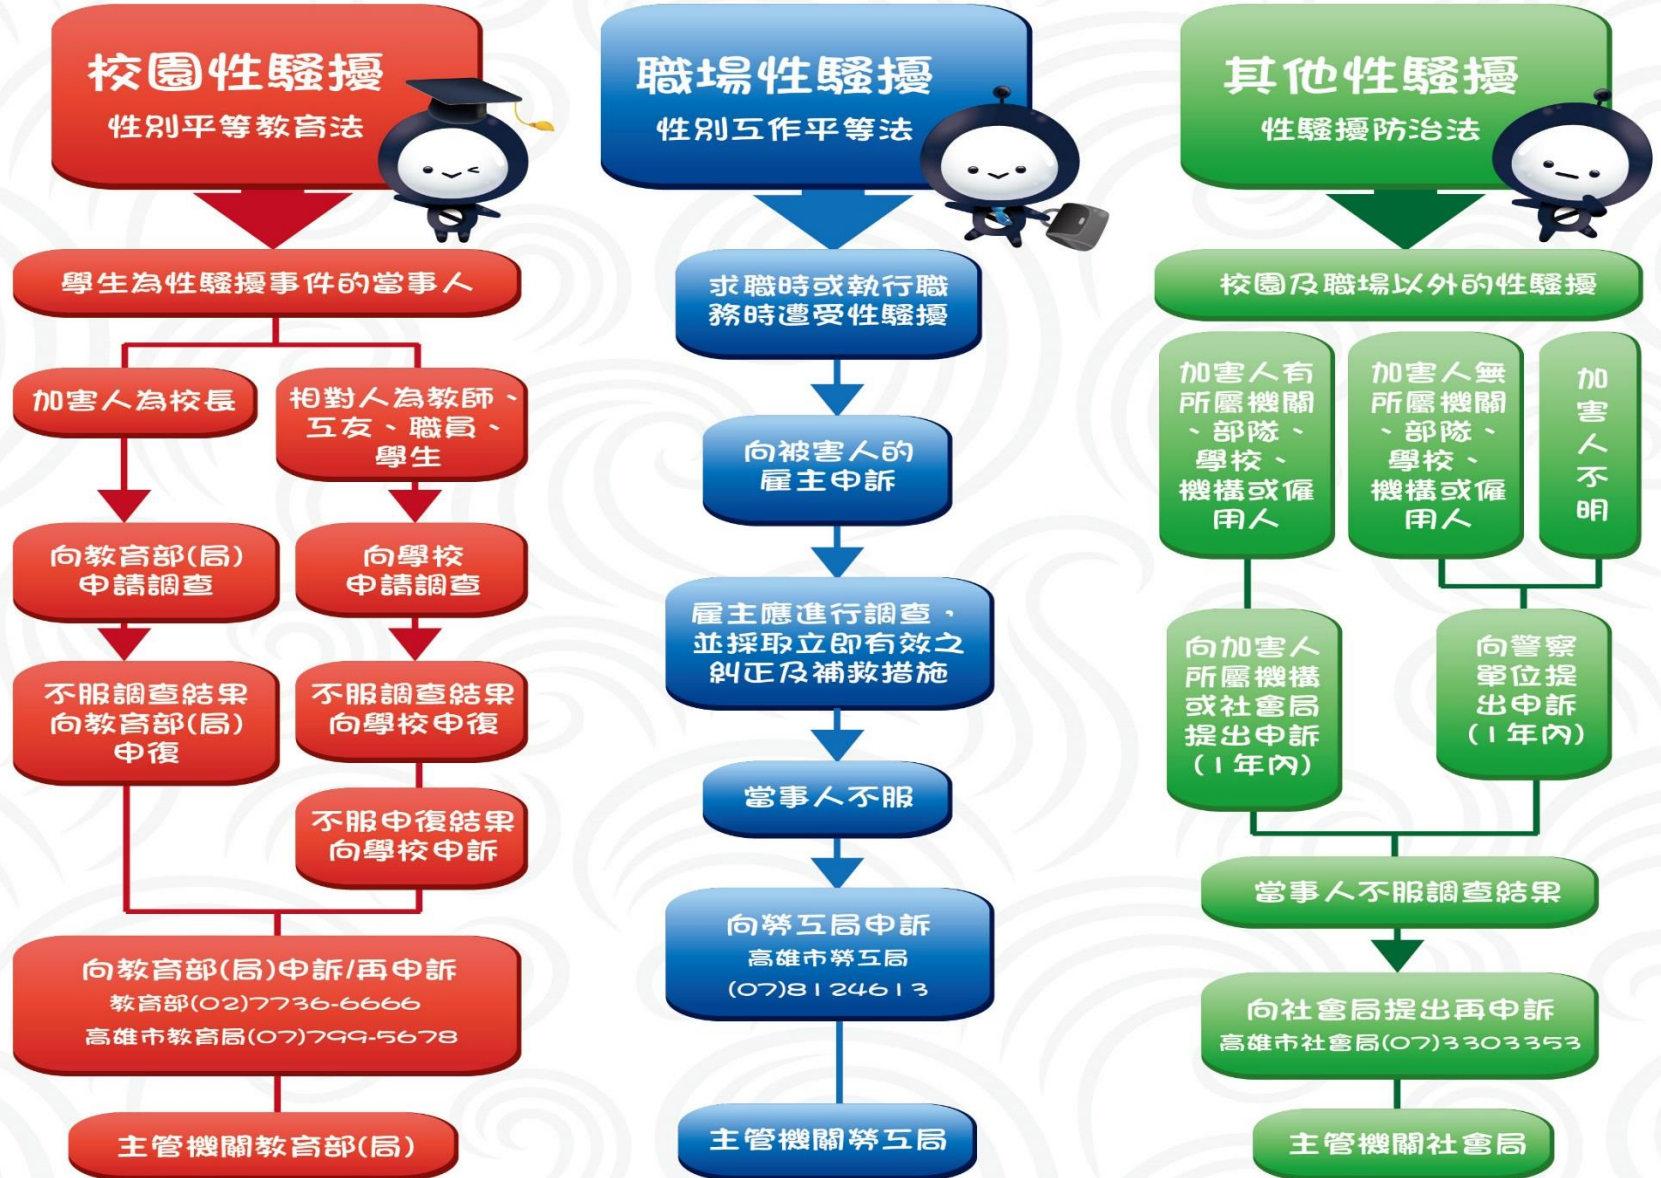 校園性騷擾
性別平等教育法
學生為性騷擾事件的當事人
加害人為校長
向教育部(局)
申請調查
不服調查結果
向教育部(局)
申復
相對人為教師、
工友、職員、
學生
向學校
申請調查
不服調查結果
向學校申復
不服申復結果
向學校申訴
向教育部(局)申訴/再申訴
教育部(02)7736-6666
高雄市教育局(07)799-5678
主管機關教育部(局)
職場性騷擾
性別工作平等法
求職時或執行職
務時遭受性騷擾
向被害人的
雇主申訴
雇主應進行調查，
並採取立即有效之
糾正及補救措施
當事人不服
向勞工局申訴
高雄市勞工局
(07)8124613
主管機關勞工局
其他性騷擾
性騷擾防治法
校園及職場以外的性騷擾
加害人有
所屬機關
、部隊、
學校、
機構或僱
用人
向加害人
所屬機構
或社會局
提出申訴
(1年內)
加害人無
所屬機關
、部隊、
學校、
機構或僱
用人
加
害
人
不
明
向警察
單位提
出申訴
(1年內)
當事人不服調查結果
向社會局提出再申訴
高雄市社會局(07)3303353
主管機關社會局